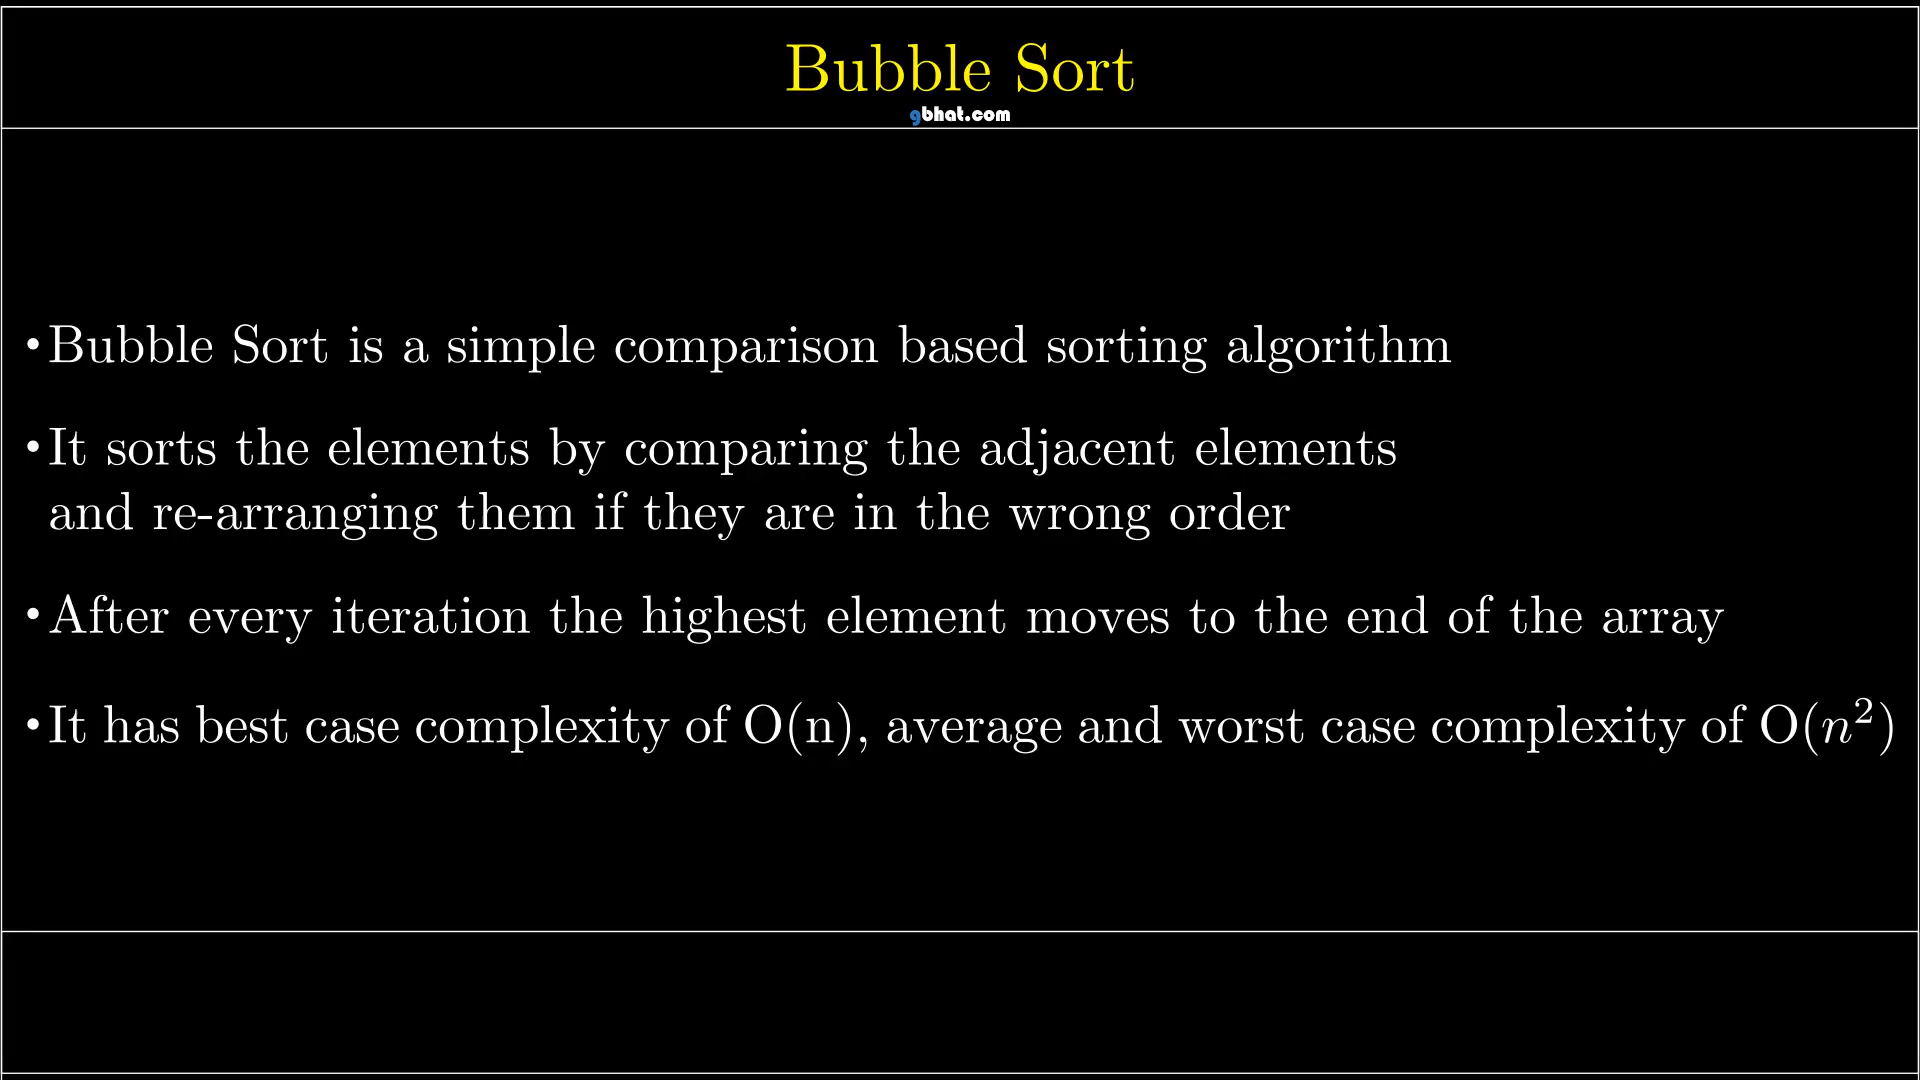 Bubble Sort
gbhat.com
•Bubble Sort is a simple comparison based sorting algorithm
•It sorts the elements by comparing the adjacent elements
and re-arranging them if they are in the wrong order
•After every iteration the highest element moves to the end of the array
•It has best case complexity of O(n), average and worst case complexity of O(n²)